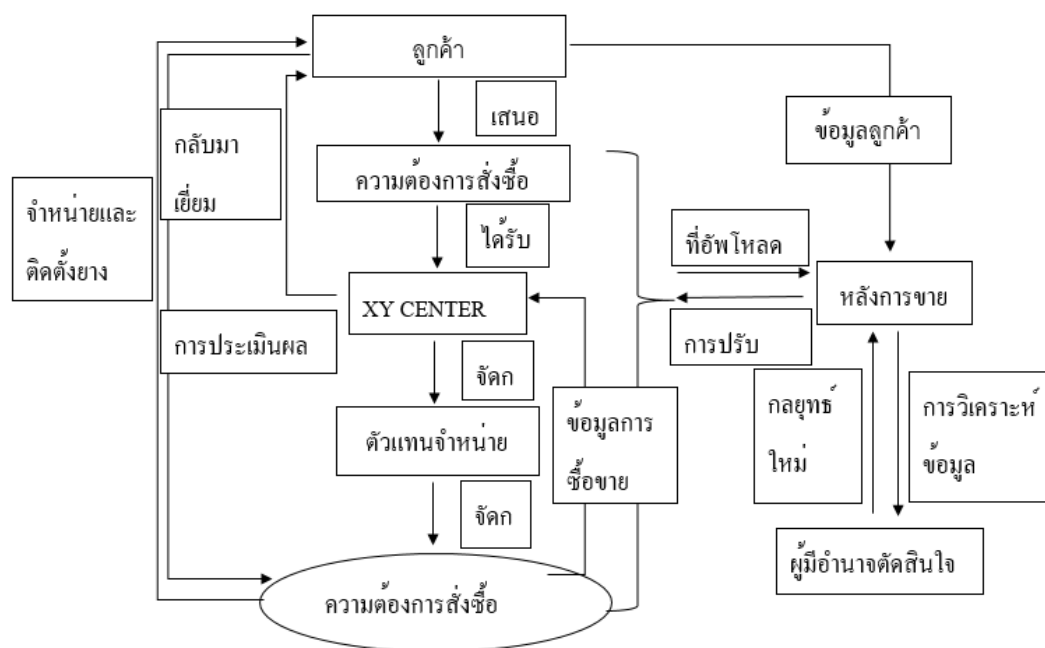 ลูกค้า
เสนอ
ข้อมูลลูกค้า
กลับมา
เยี่ยม
ความต้องการสั่งซื้อ
จำหน่ายและ
ติดตั้งยาง
ได้รับ
ที่อัพโหลด
XY CENTER
หลังการขาย
การประเมินผล
การปรับ
จัดก
กลยุทธ์
ใหม่
การวิเคราะห์
ข้อมูล
ตัวแทนจำหน่าย
ข้อมูลการ
ซื้อขาย
จัดก
ผู้มีอำนาจตัดสินใจ
ความต้องการสั่งซื้อ